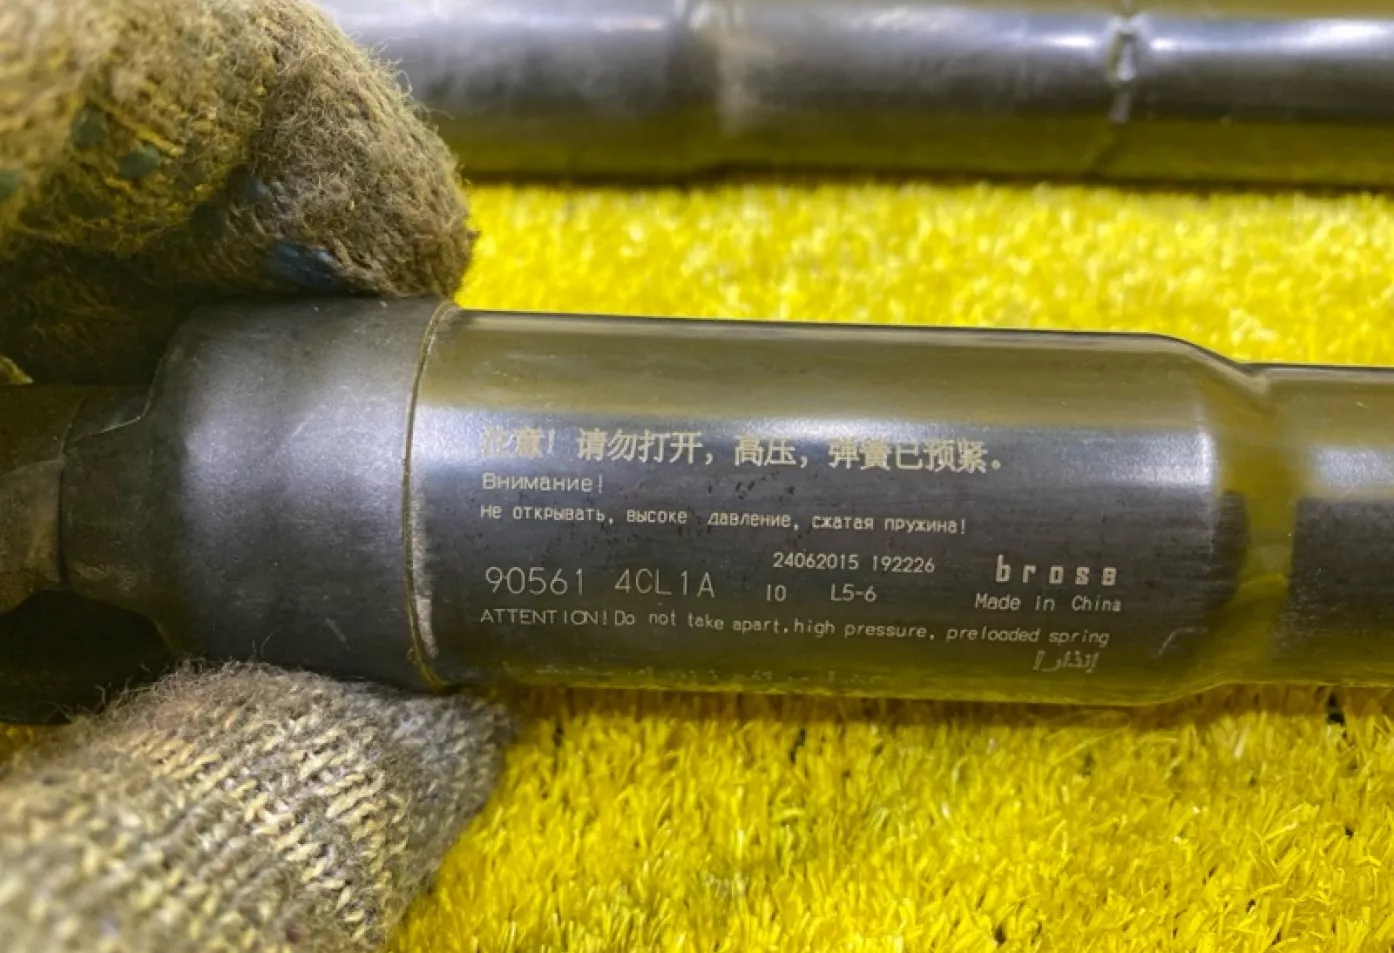 注意！请勿打开，高压，弹簧已预紧。
Внимание!
не открывать, высоке давление, сжатая пружина!
24062015 192226
brose
90561 4CL1A 10 L5-6
Made in China
ATTENTION! Do not take apart, high pressure, preloaded spring